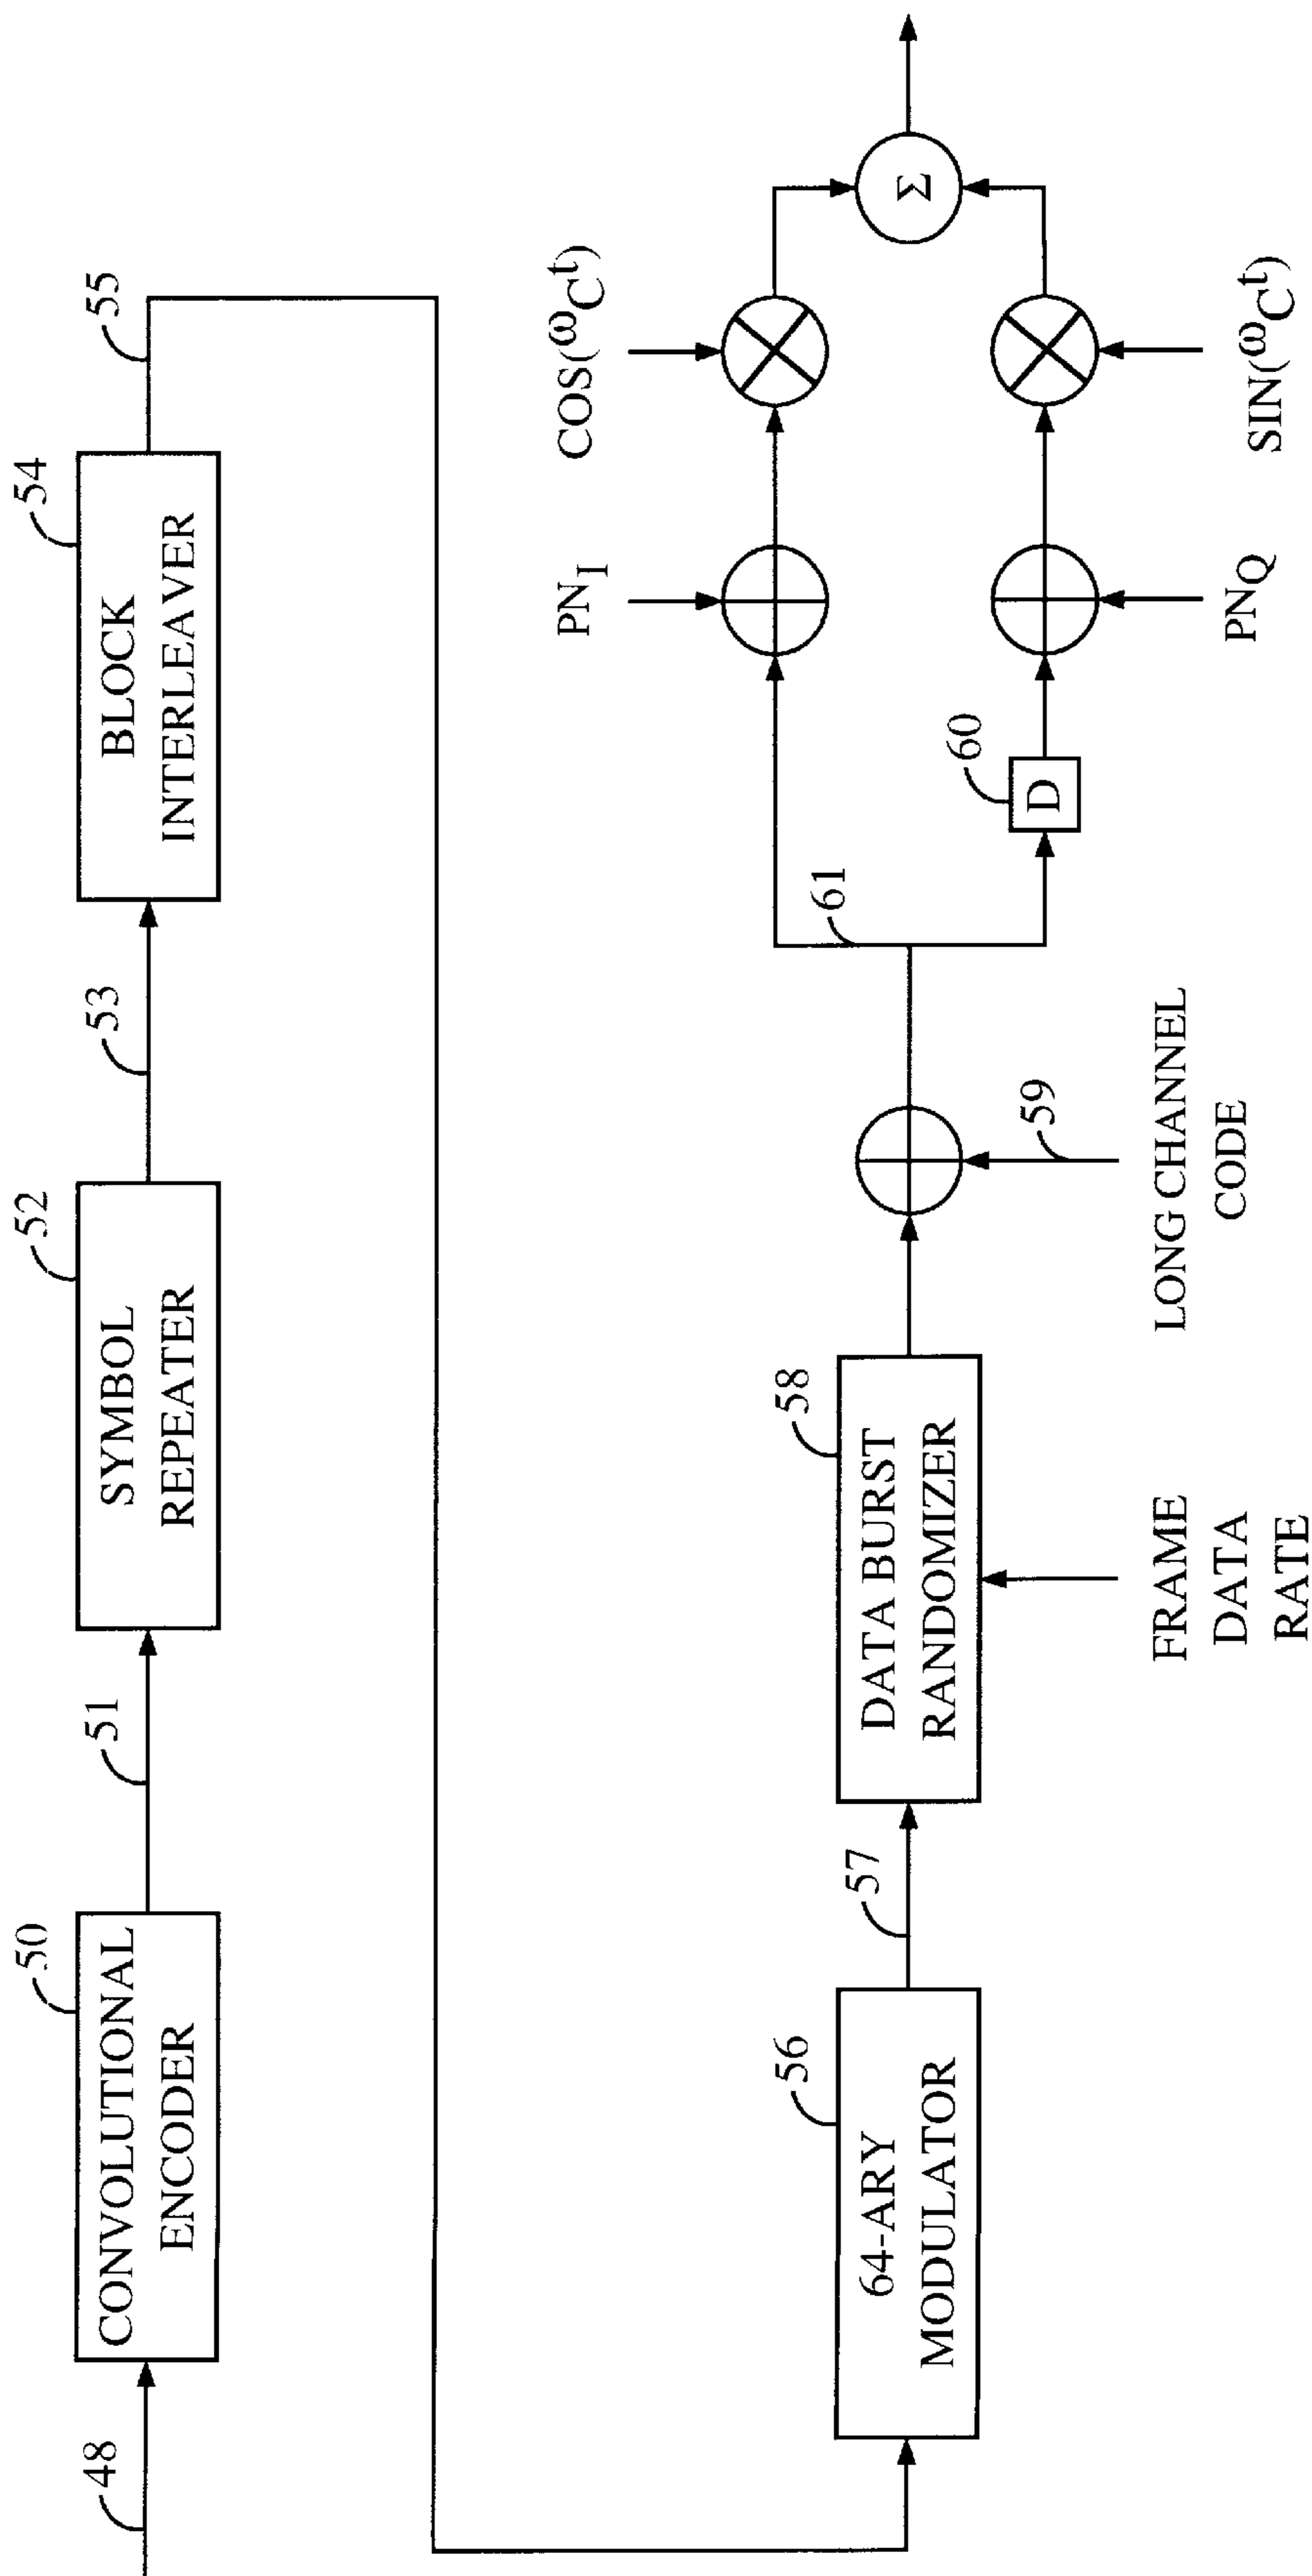 48
50
CONVOLUTIONAL
ENCODER
51
52
SYMBOL
REPEATER
53
54
BLOCK
INTERLEAVER
55
56
64-ARY
MODULATOR
57
58
DATA BURST
RANDOMIZER
FRAME
DATA
RATE
59
LONG CHANNEL
CODE
61
60
D
PN_I
PN_Q
COS(ω_C^t)
SIN(ω_C^t)
Σ